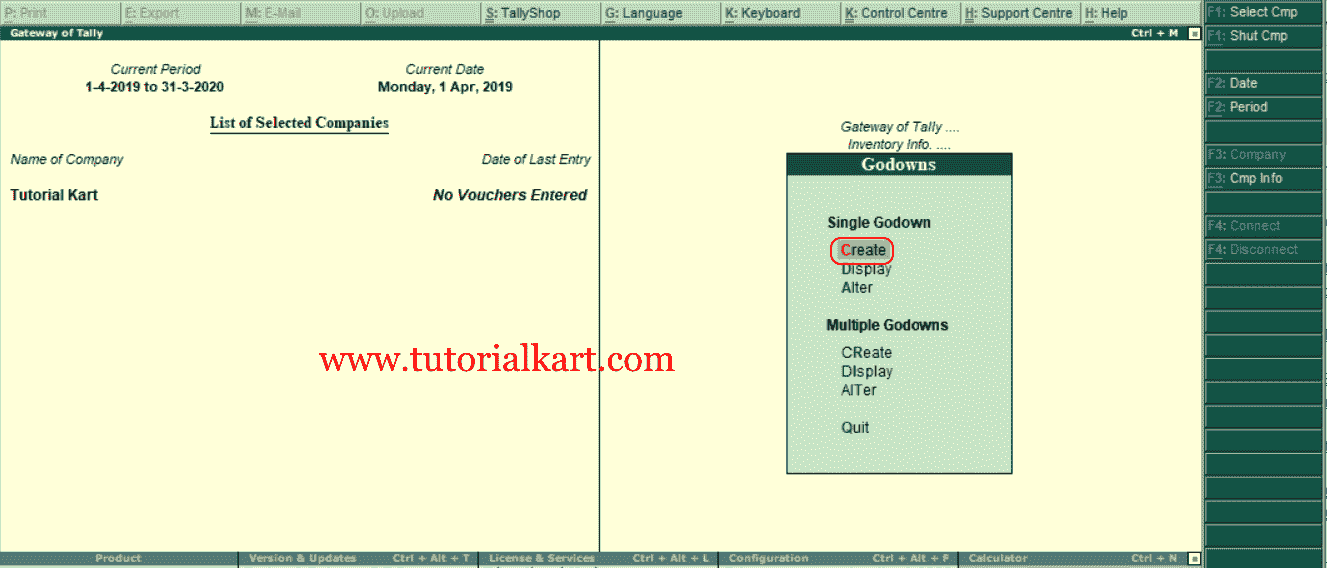 P: Print E: Export M: E-Mail O: Upload S: TallyShop G: Language K: Keyboard K: Control Centre H: Support Centre H: Help
Gateway of Tally Ctrl + M
Current Period Current Date
1-4-2019 to 31-3-2020 Monday, 1 Apr, 2019
List of Selected Companies
Name of Company Date of Last Entry
Tutorial Kart No Vouchers Entered
Gateway of Tally ....
Inventory Info. ....
Godowns
Single Godown
Create
Display
Alter
Multiple Godowns
CReate
DIsplay
AlTer
Quit
www.tutorialkart.com
F1: Select Cmp
F1: Shut Cmp
F2: Date
F2: Period
F3: Company
F3: Cmp Info
F4: Connect
F4: Disconnect
Product Version & Updates Ctrl + Alt + T License & Services Ctrl + Alt + L Configuration Ctrl + Alt + F Calculator Ctrl + N